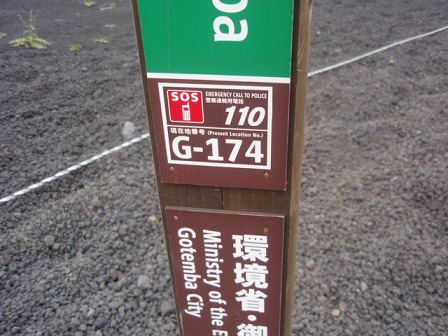 ba
SOS
EMERGENCY CALL TO POLICE
警察通報用電話
110
現在地番号 (Present Location No.)
G-174
環境省・御
Ministry of the E
Gotemba City